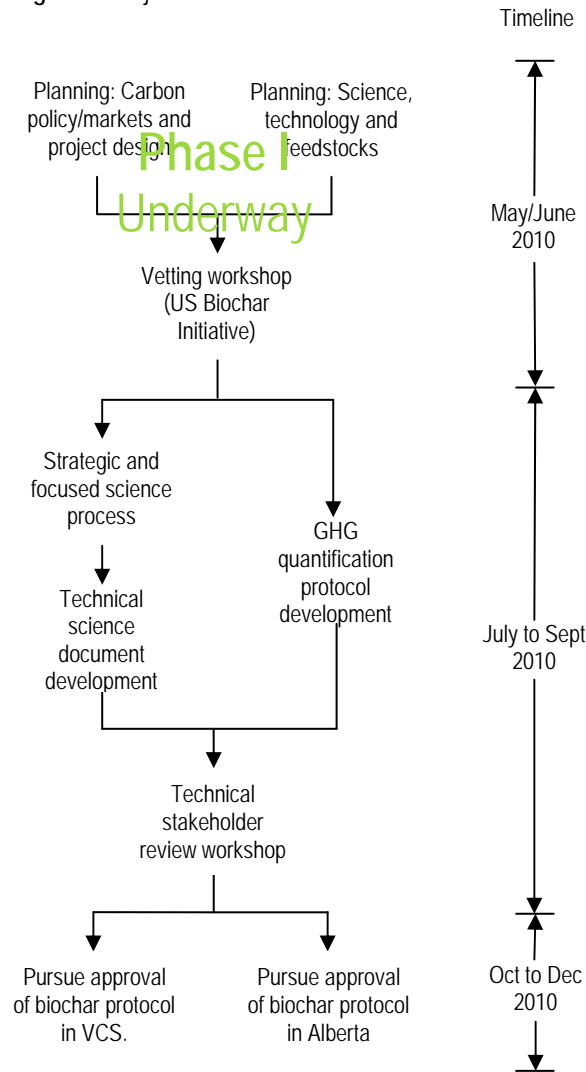 Timeline
Planning: Carbon
policy/markets and
project design
Planning: Science,
technology and
feedstocks
Phase I
Underway
May/June
2010
Vetting workshop
(US Biochar
Initiative)
Strategic and
focused science
process
GHG
quantification
protocol
development
Technical
science
document
development
July to Sept
2010
Technical
stakeholder
review workshop
Pursue approval
of biochar protocol
in VCS.
Pursue approval
of biochar protocol
in Alberta
Oct to Dec
2010